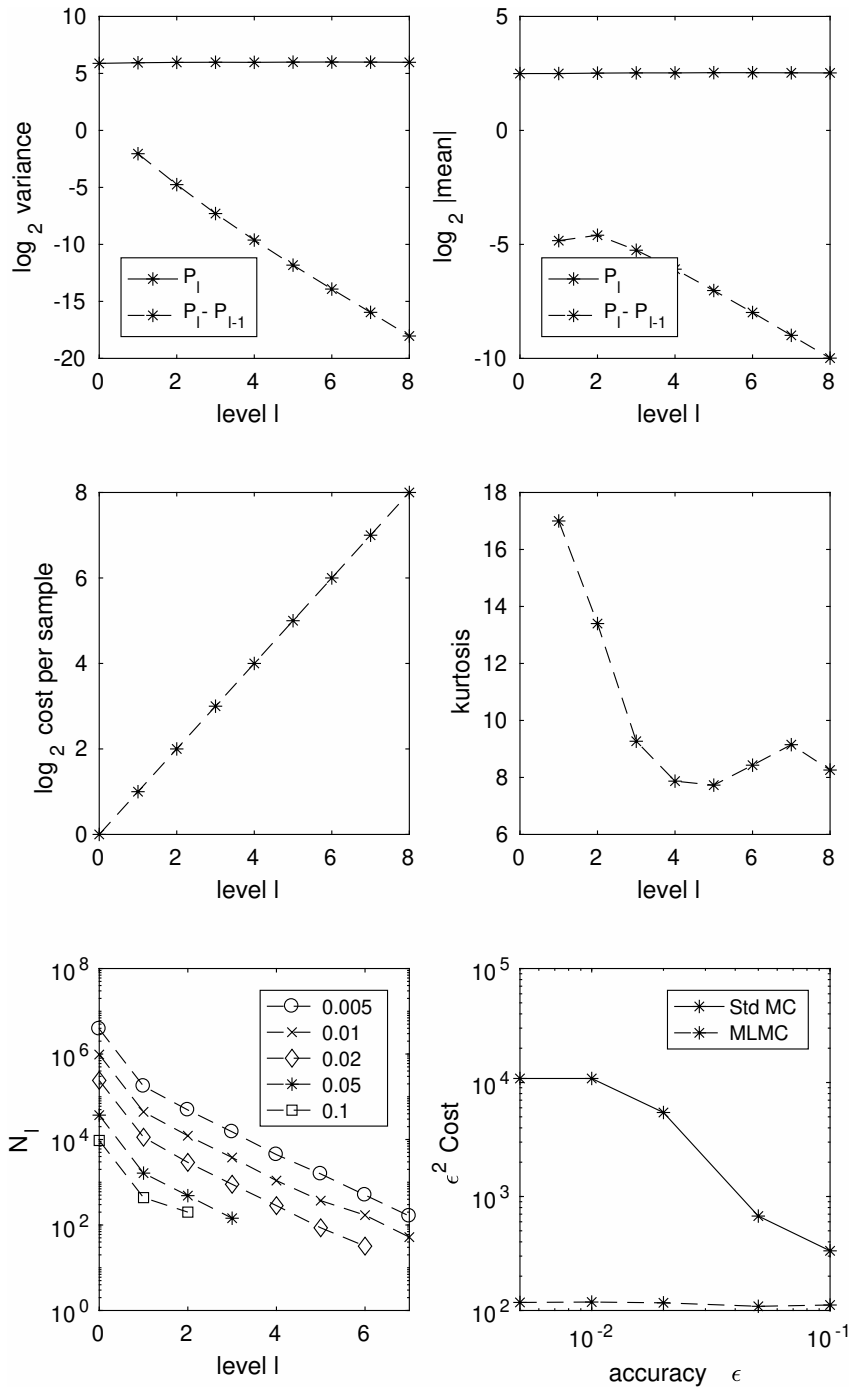 10
5
0
-5
-10
-15
-20
log 2 variance
P l
P l - P l-1
0 2 4 6 8
level l
5
0
-5
-10
log 2 |mean|
P l
P l - P l-1
0 2 4 6 8
level l
8
6
4
2
0
log 2 cost per sample
0 2 4 6 8
level l
18
16
14
12
10
8
6
kurtosis
0 2 4 6 8
level l
10^8
10^6
10^4
10^2
10^0
N l
0.005
0.01
0.02
0.05
0.1
0 2 4 6
level l
10^5
10^4
10^3
10^2
ϵ^2 Cost
Std MC
MLMC
10^-2 10^-1
accuracy ϵ